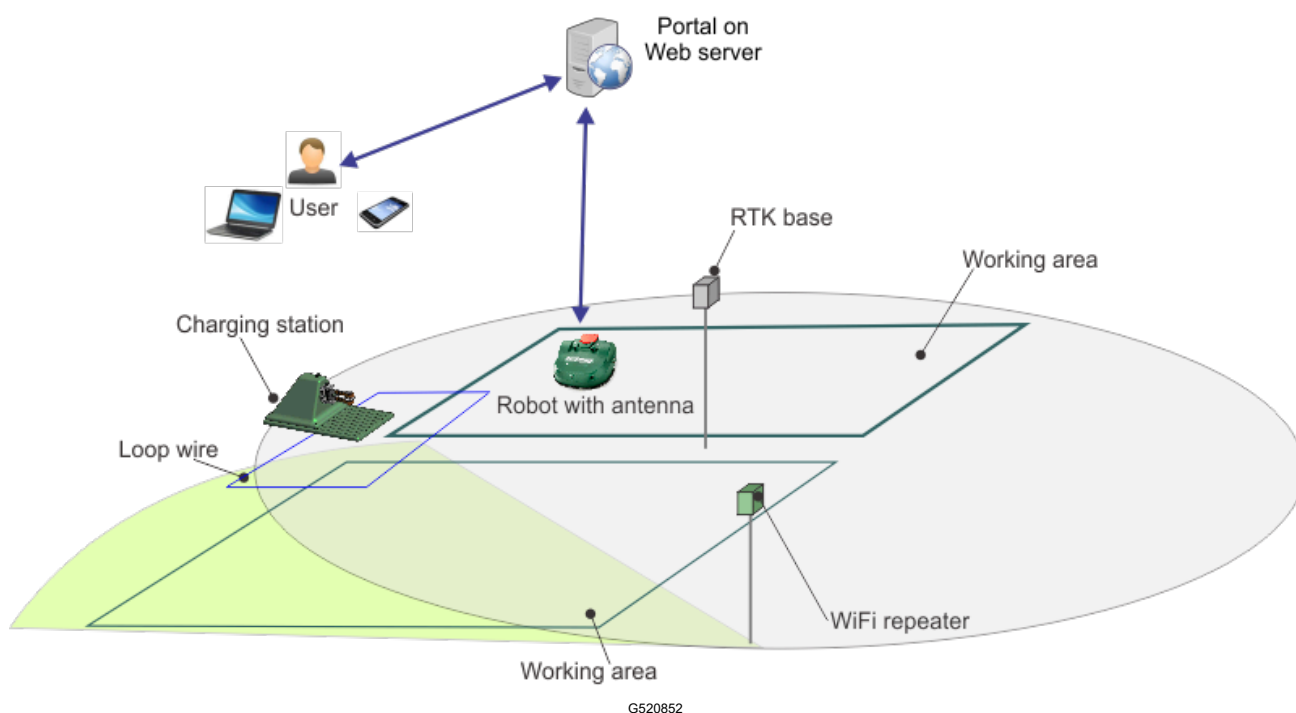 Portal on
Web server
User
RTK base
Working area
Charging station
Robot with antenna
Loop wire
WiFi repeater
Working area
G520852